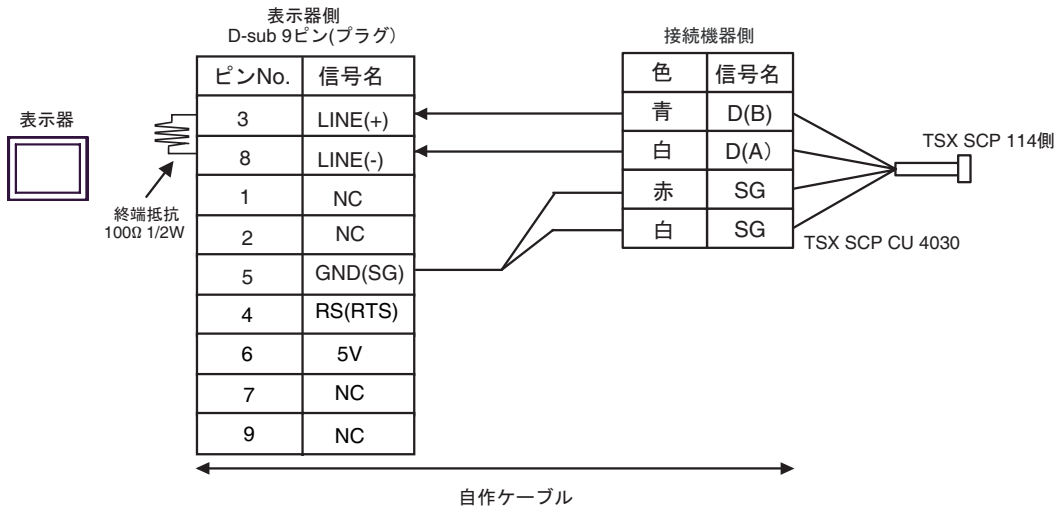 表示器側
D-sub 9ピン(プラグ)
接続機器側
ピンNo. 信号名
色 信号名
表示器
3 LINE(+)
青 D(B)
8 LINE(-)
白 D(A)
TSX SCP 114側
1 NC
赤 SG
終端抵抗
100Ω 1/2W
2 NC
白 SG
TSX SCP CU 4030
5 GND(SG)
4 RS(RTS)
6 5V
7 NC
9 NC
自作ケーブル